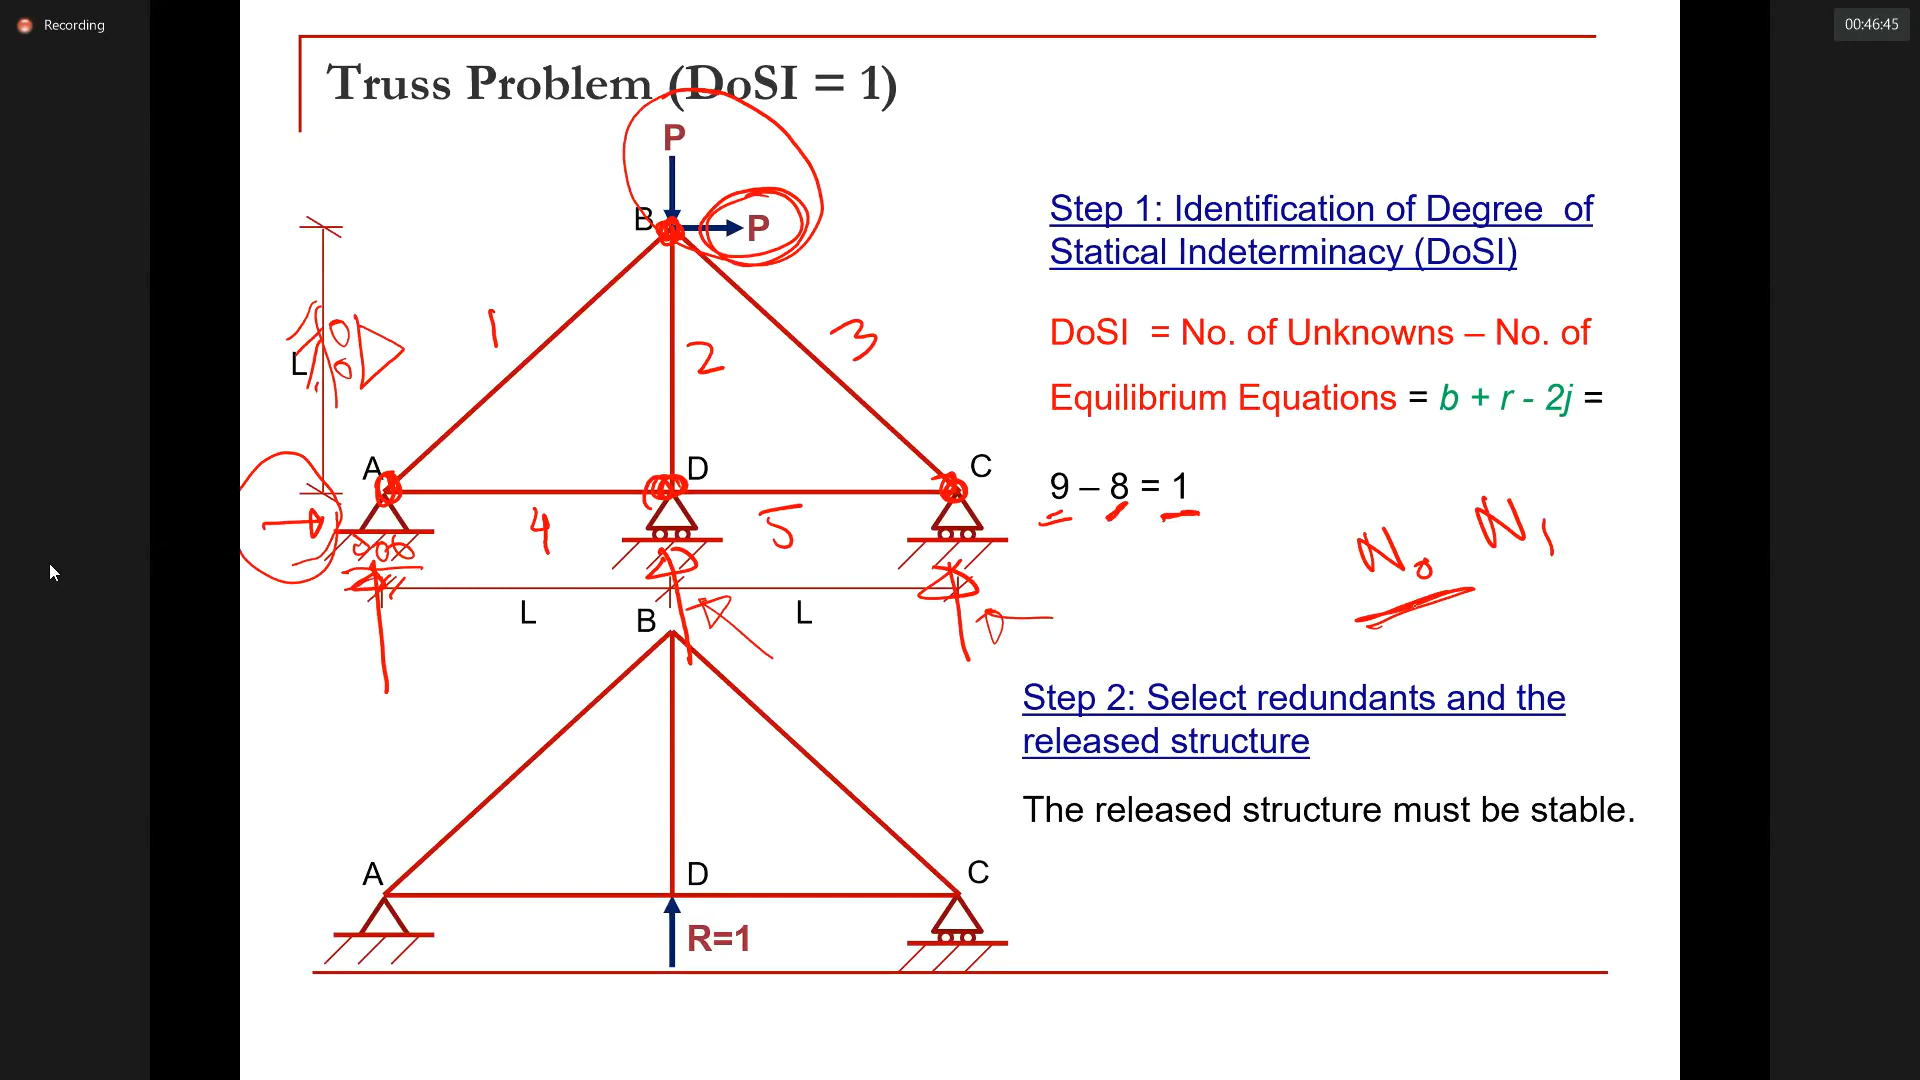 Recording
00:46:45
Truss Problem (DoSI = 1)
P
B
P
1
2
3
L
A
D
C
4
5
L
B
L
A
D
C
R=1
Step 1: Identification of Degree of
Statical Indeterminacy (DoSI)
DoSI = No. of Unknowns – No. of
Equilibrium Equations = b + r - 2j =
9 – 8 = 1
N₀ N₁
Step 2: Select redundants and the
released structure
The released structure must be stable.